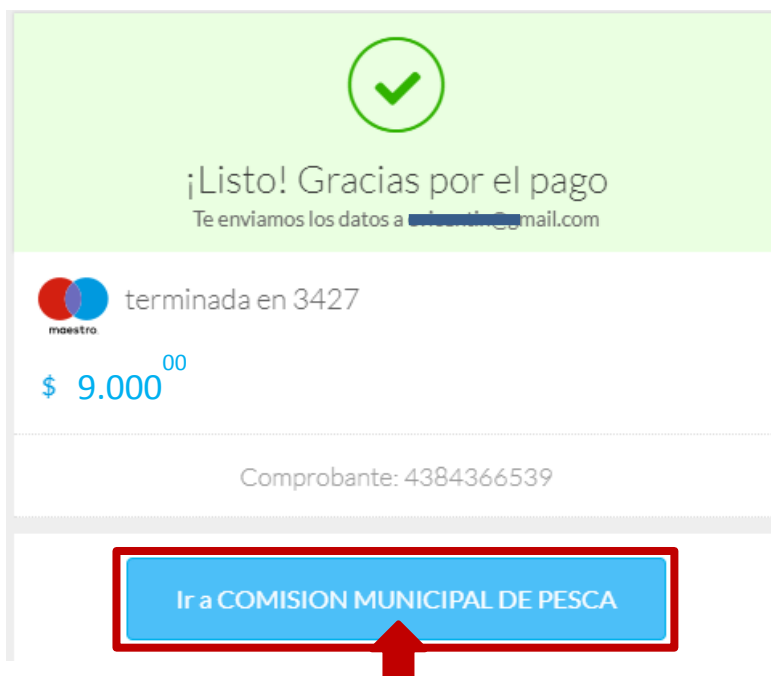 ¡Listo! Gracias por el pago
Te enviamos los datos a mail.com
maestro.
terminada en 3427
$ 9.000 00
Comprobante: 4384366539
Ir a COMISION MUNICIPAL DE PESCA